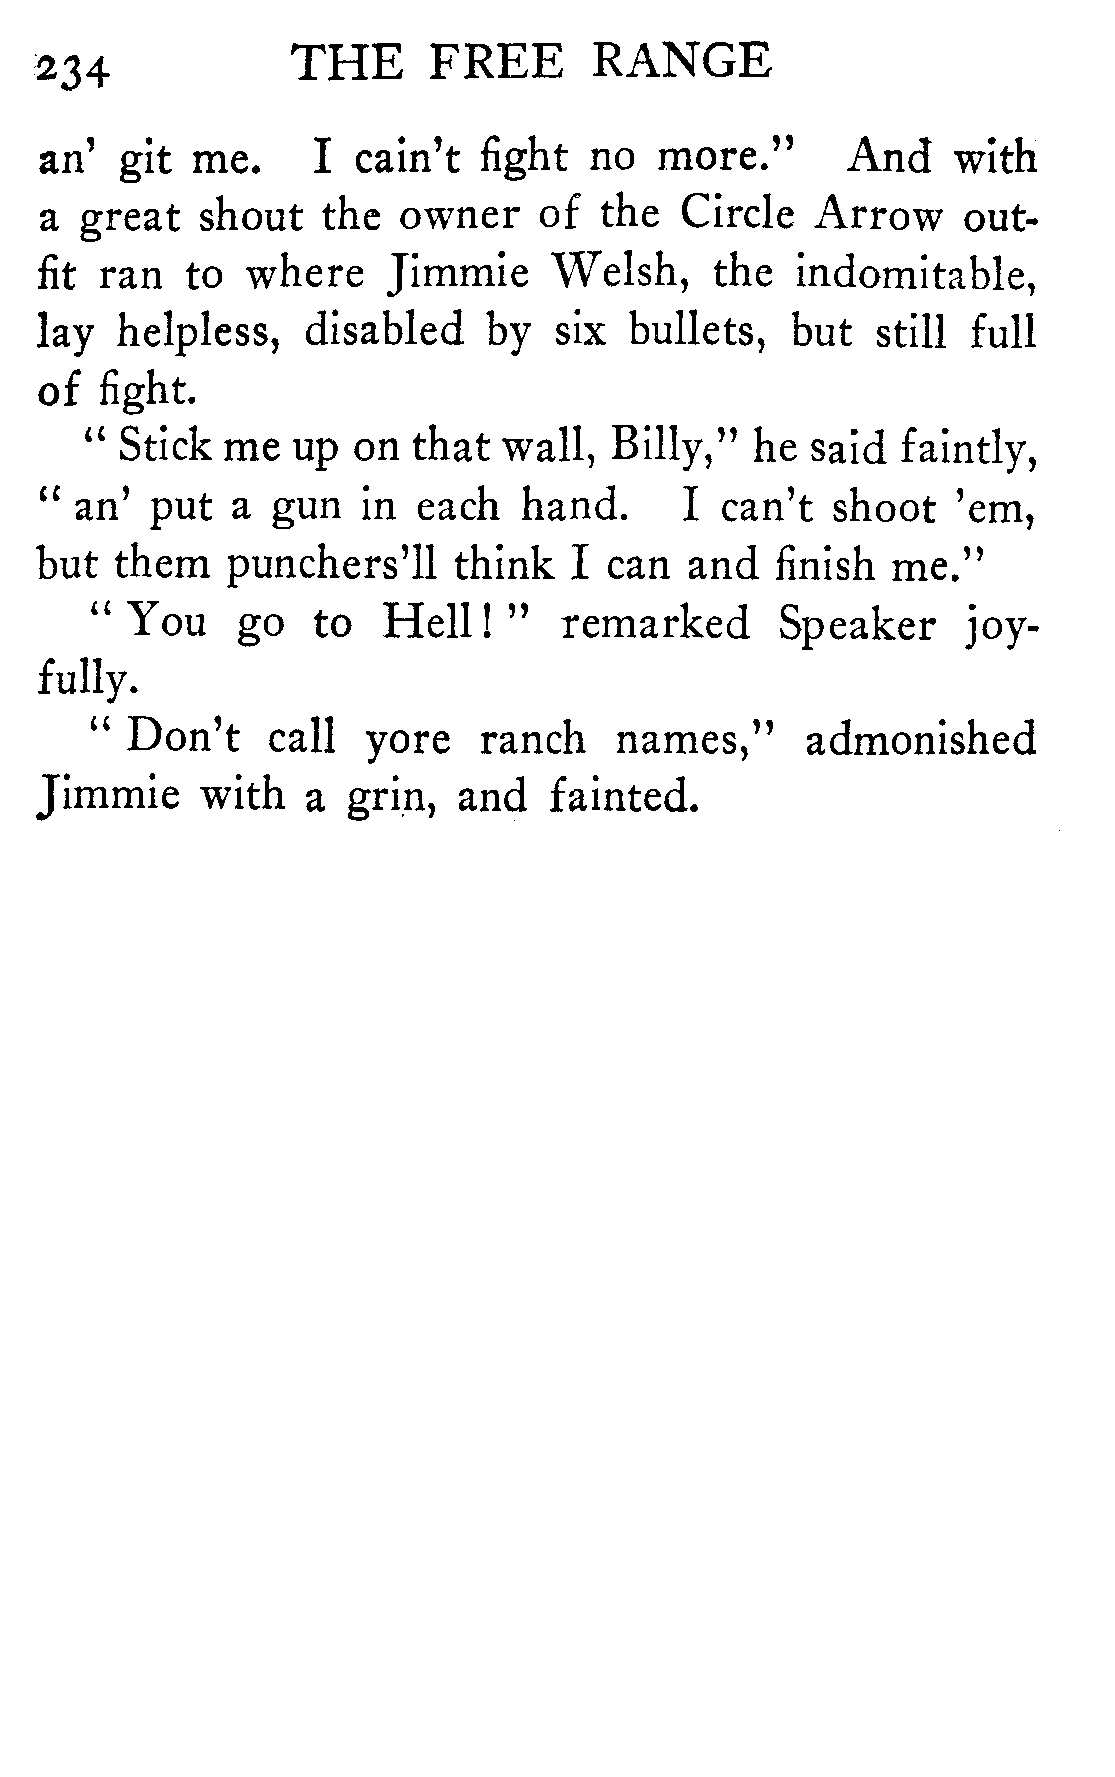 234 THE FREE RANGE
an' git me. I cain't fight no more." And with
a great shout the owner of the Circle Arrow out-
fit ran to where Jimmie Welsh, the indomitable,
lay helpless, disabled by six bullets, but still full
of fight.
" Stick me up on that wall, Billy," he said faintly,
" an' put a gun in each hand. I can't shoot 'em,
but them punchers'll think I can and finish me."
" You go to Hell! " remarked Speaker joy-
fully.
" Don't call yore ranch names," admonished
Jimmie with a grin, and fainted.